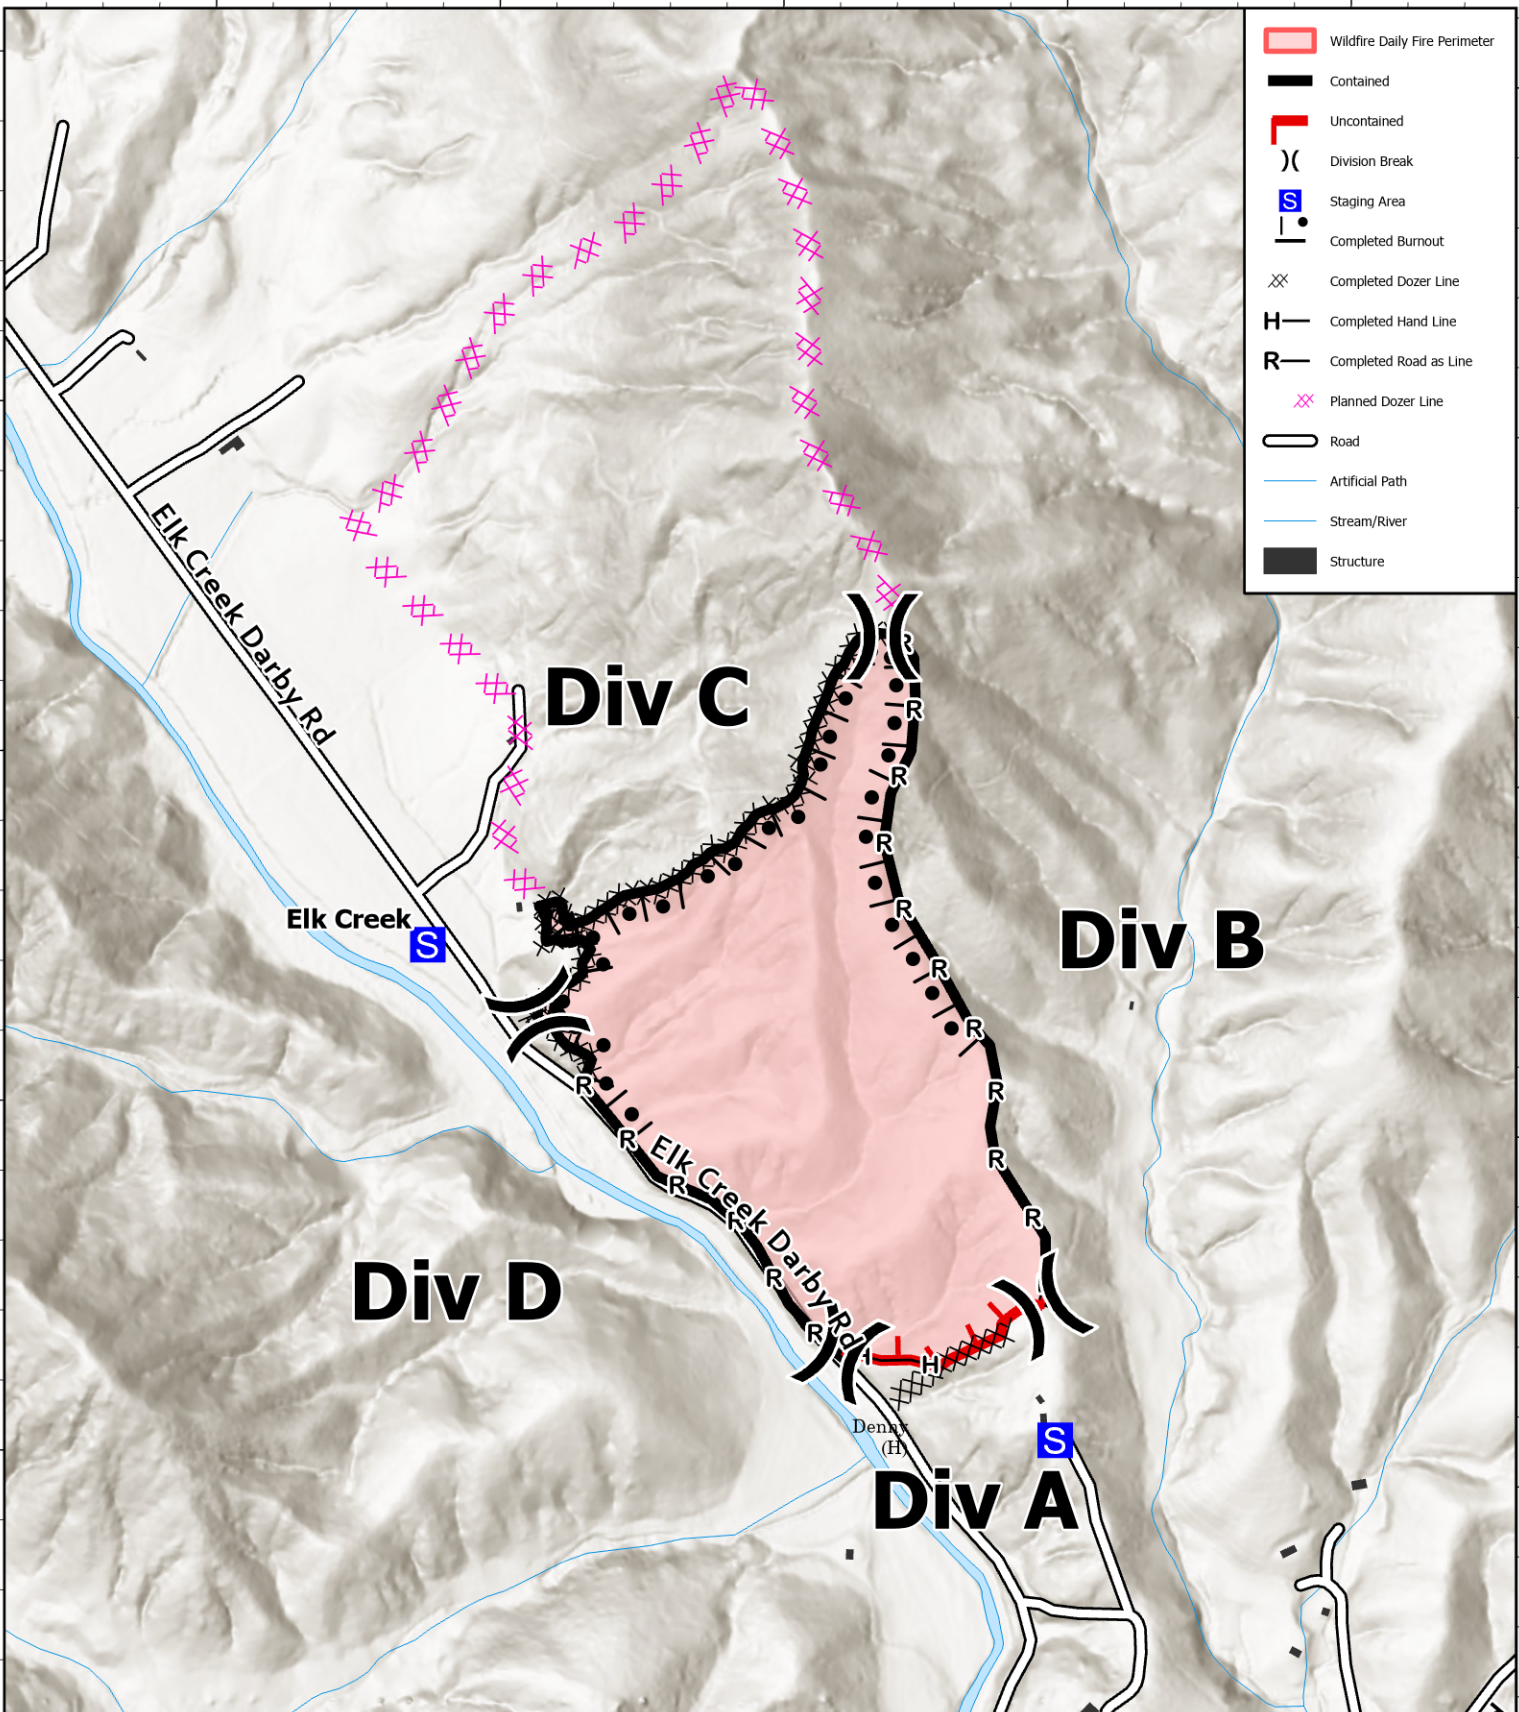 Wildfire Daily Fire Perimeter
Contained
Uncontained
)( Division Break
S Staging Area
Completed Burnout
Completed Dozer Line
H Completed Hand Line
R Completed Road as Line
Planned Dozer Line
Road
Artificial Path
Stream/River
Structure
Elk Creek Darby Rd
Div C
R
R
R
R
R
Elk Creek
S
Div B
R
R
R
R
R
R
R
R
Elk Creek Darby Rd
R
R
Div D
R
R
H
H
Denny
(H)
S
Div A